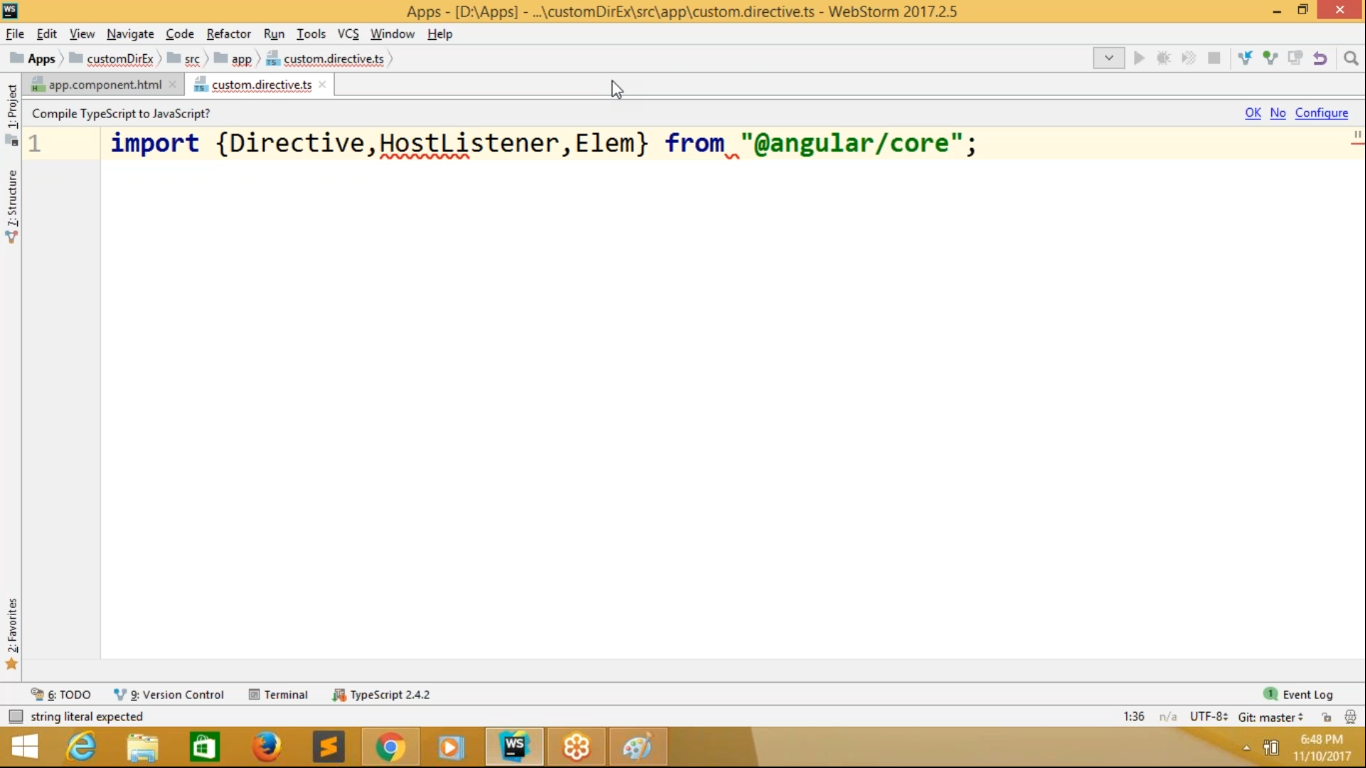 WS
Apps - [D:\Apps] - ...\customDirEx\src\app\custom.directive.ts - WebStorm 2017.2.5
File Edit View Navigate Code Refactor Run Tools VCS Window Help
Apps customDirEx src app custom.directive.ts
app.component.html custom.directive.ts
Compile TypeScript to JavaScript? OK No Configure
1 import {Directive,HostListener,Elem} from "@angular/core";
1: Project
7: Structure
2: Favorites
6: TODO 9: Version Control Terminal TypeScript 2.4.2 1 Event Log
string literal expected 1:36 n/a UTF-8 Git: master
WS
6:48 PM
11/10/2017